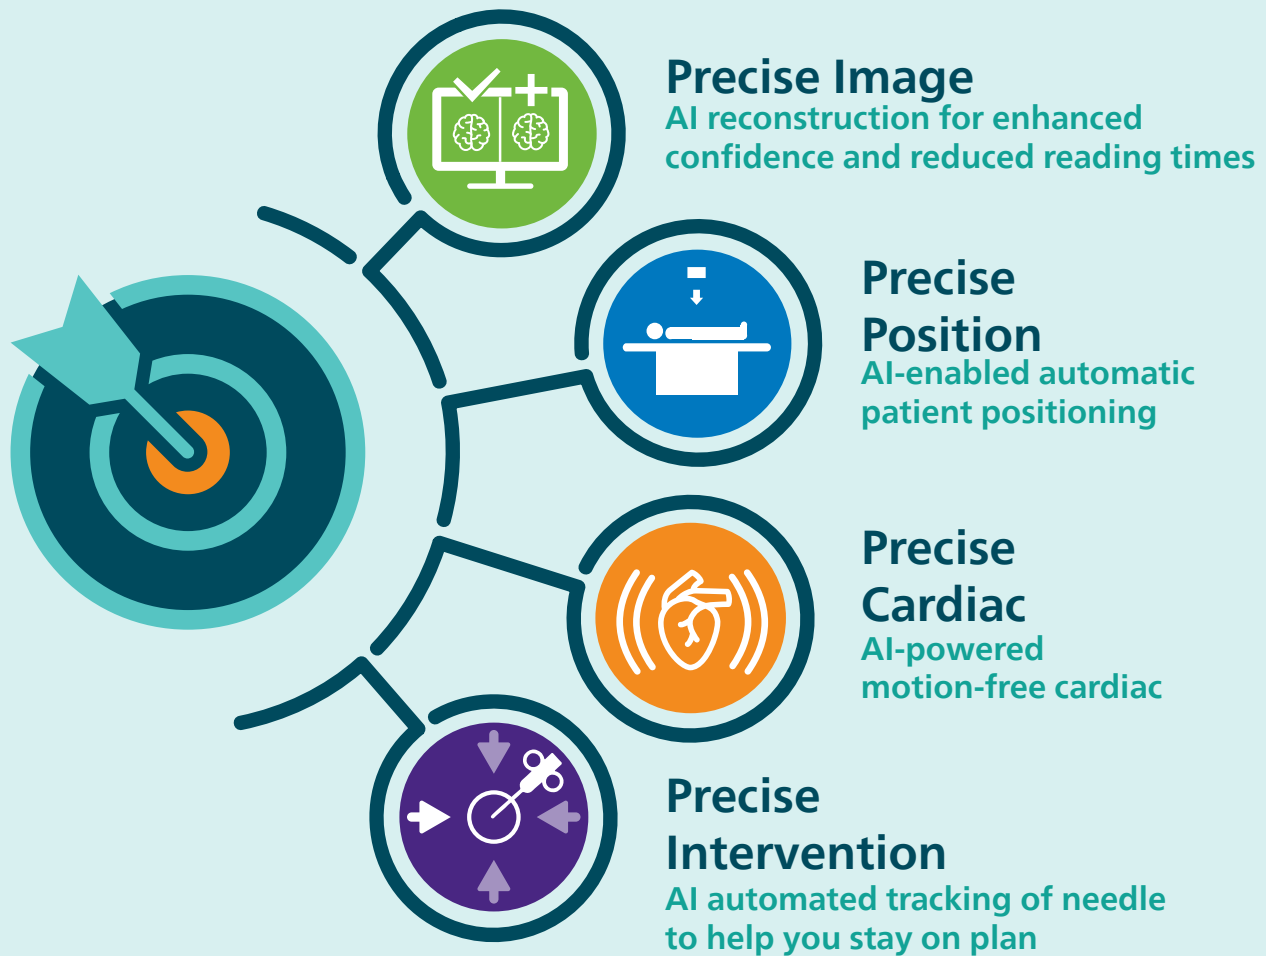 Precise Image
AI reconstruction for enhanced
confidence and reduced reading times
Precise
Position
AI-enabled automatic
patient positioning
Precise
Cardiac
AI-powered
motion-free cardiac
Precise
Intervention
AI automated tracking of needle
to help you stay on plan